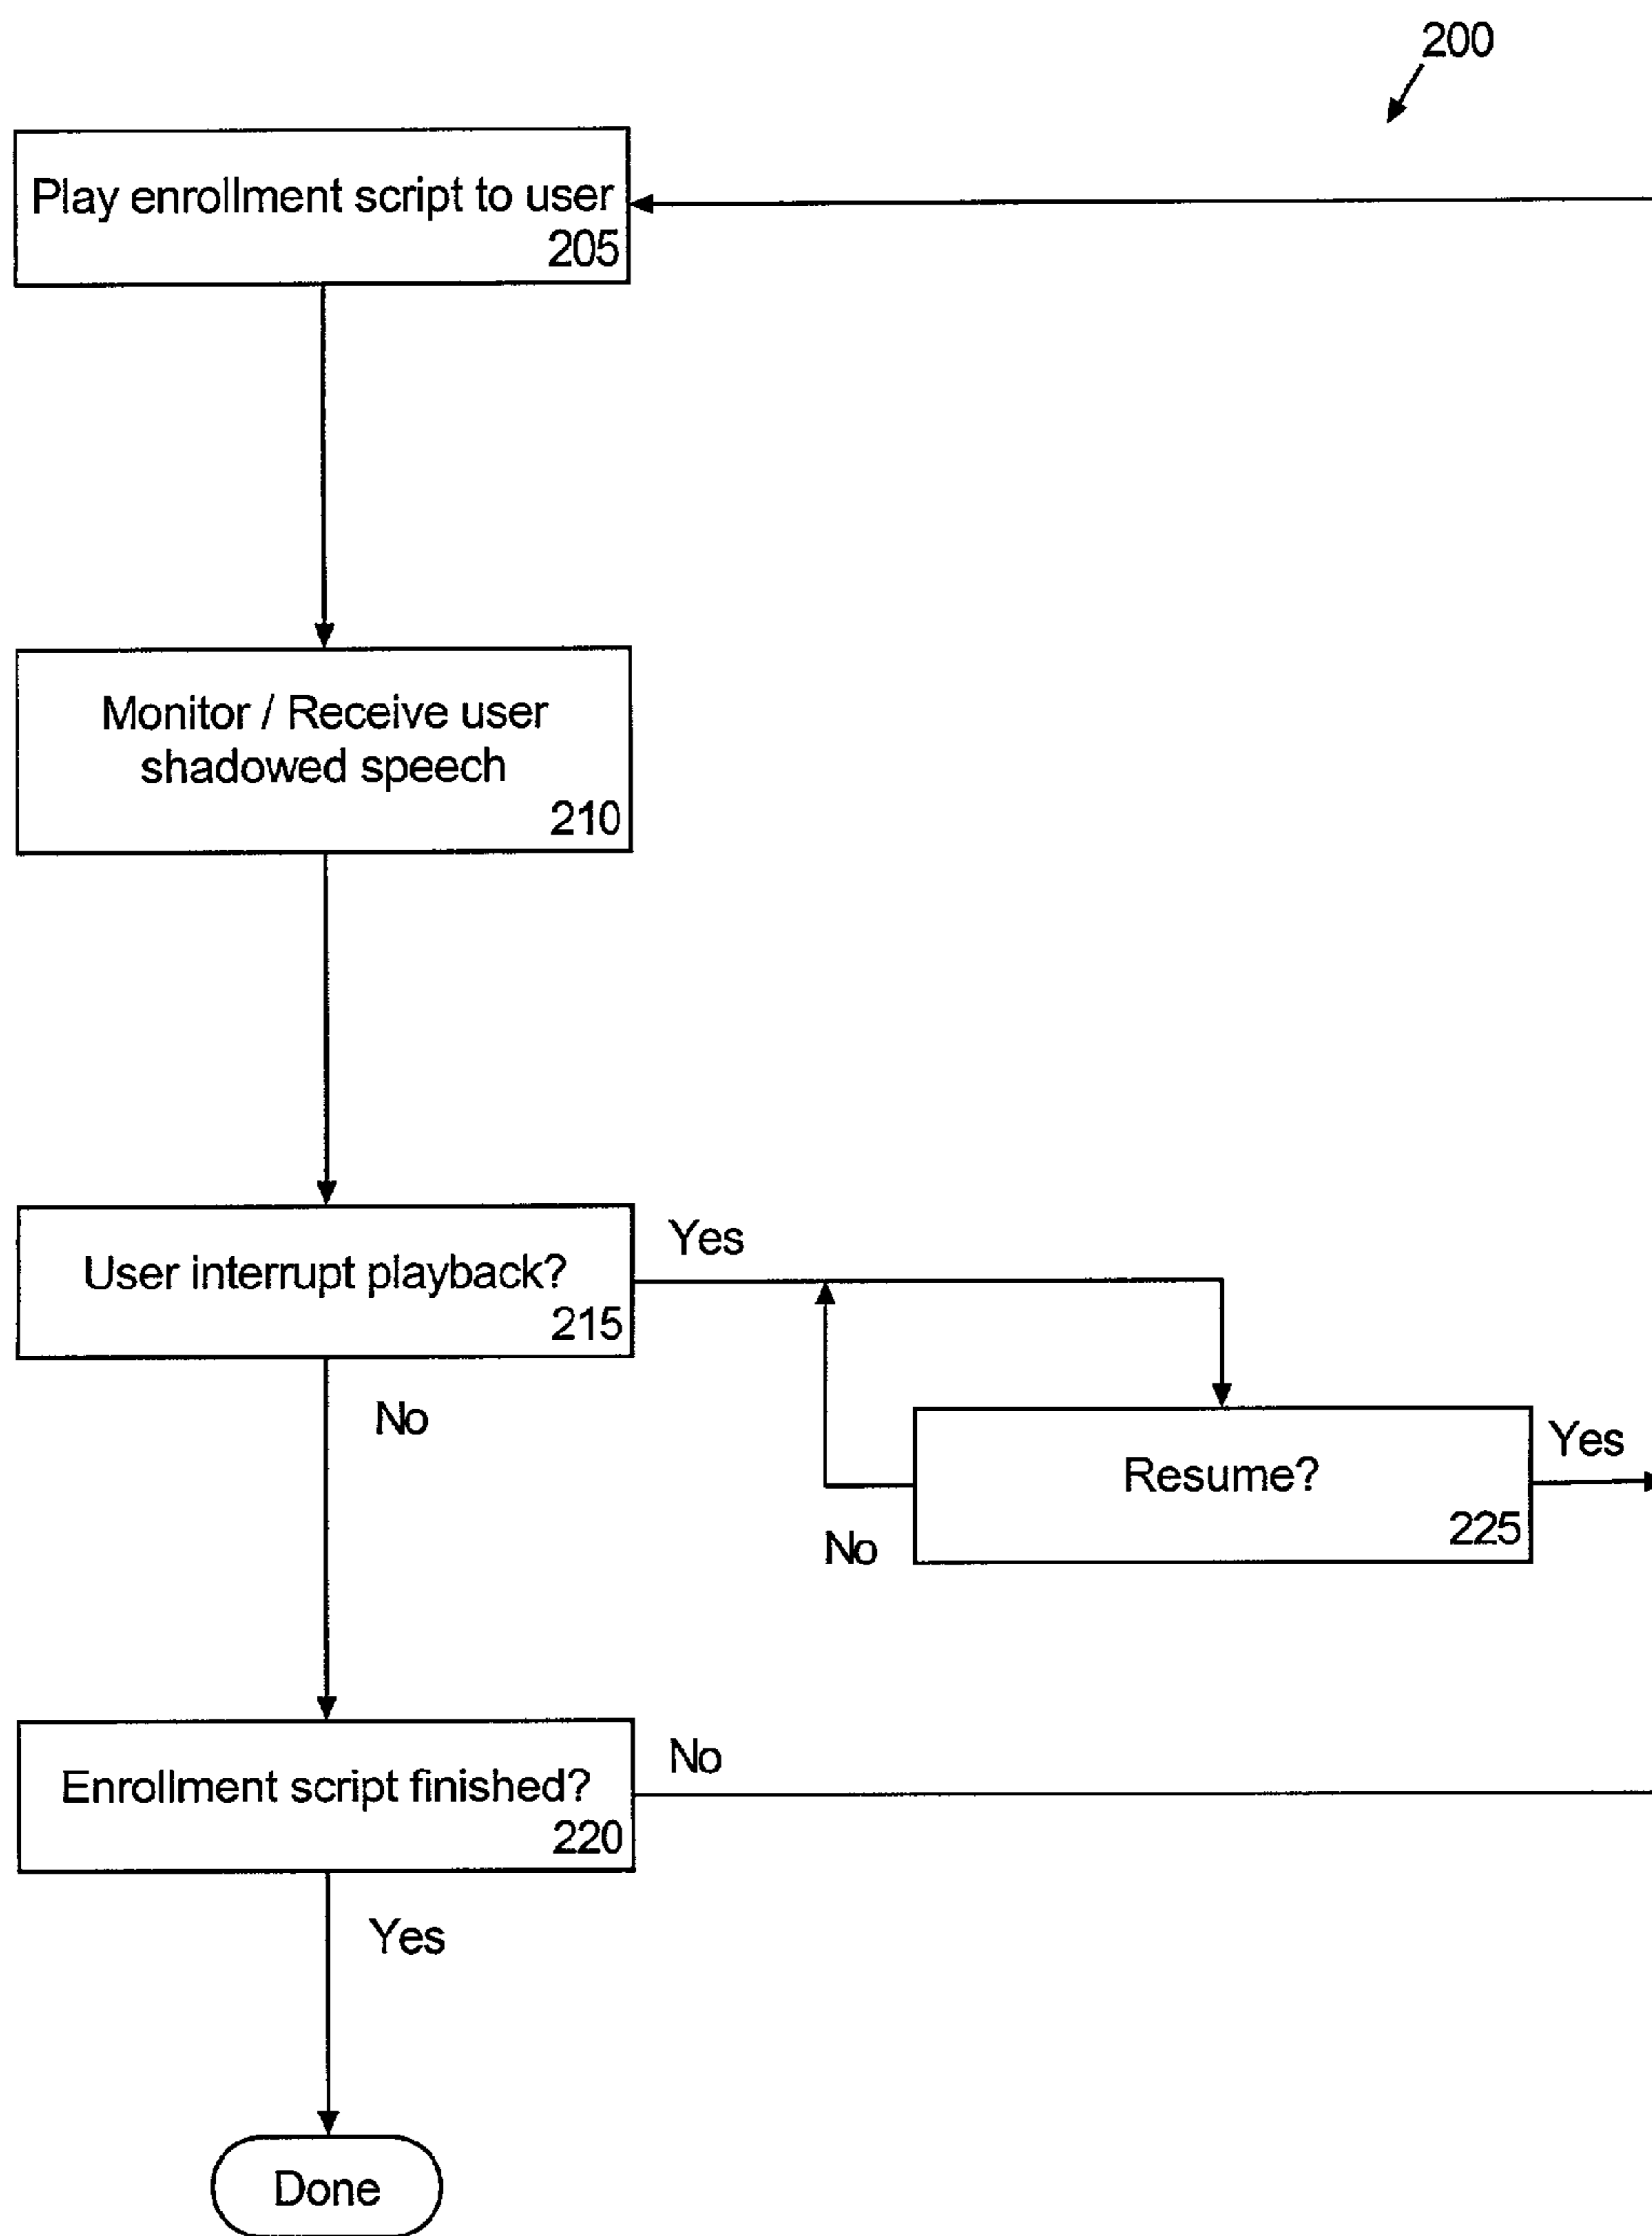 200
Play enrollment script to user
205
Monitor / Receive user
shadowed speech
210
User interrupt playback?
215
Yes
No
Resume?
225
Yes
No
Enrollment script finished?
220
No
Yes
Done